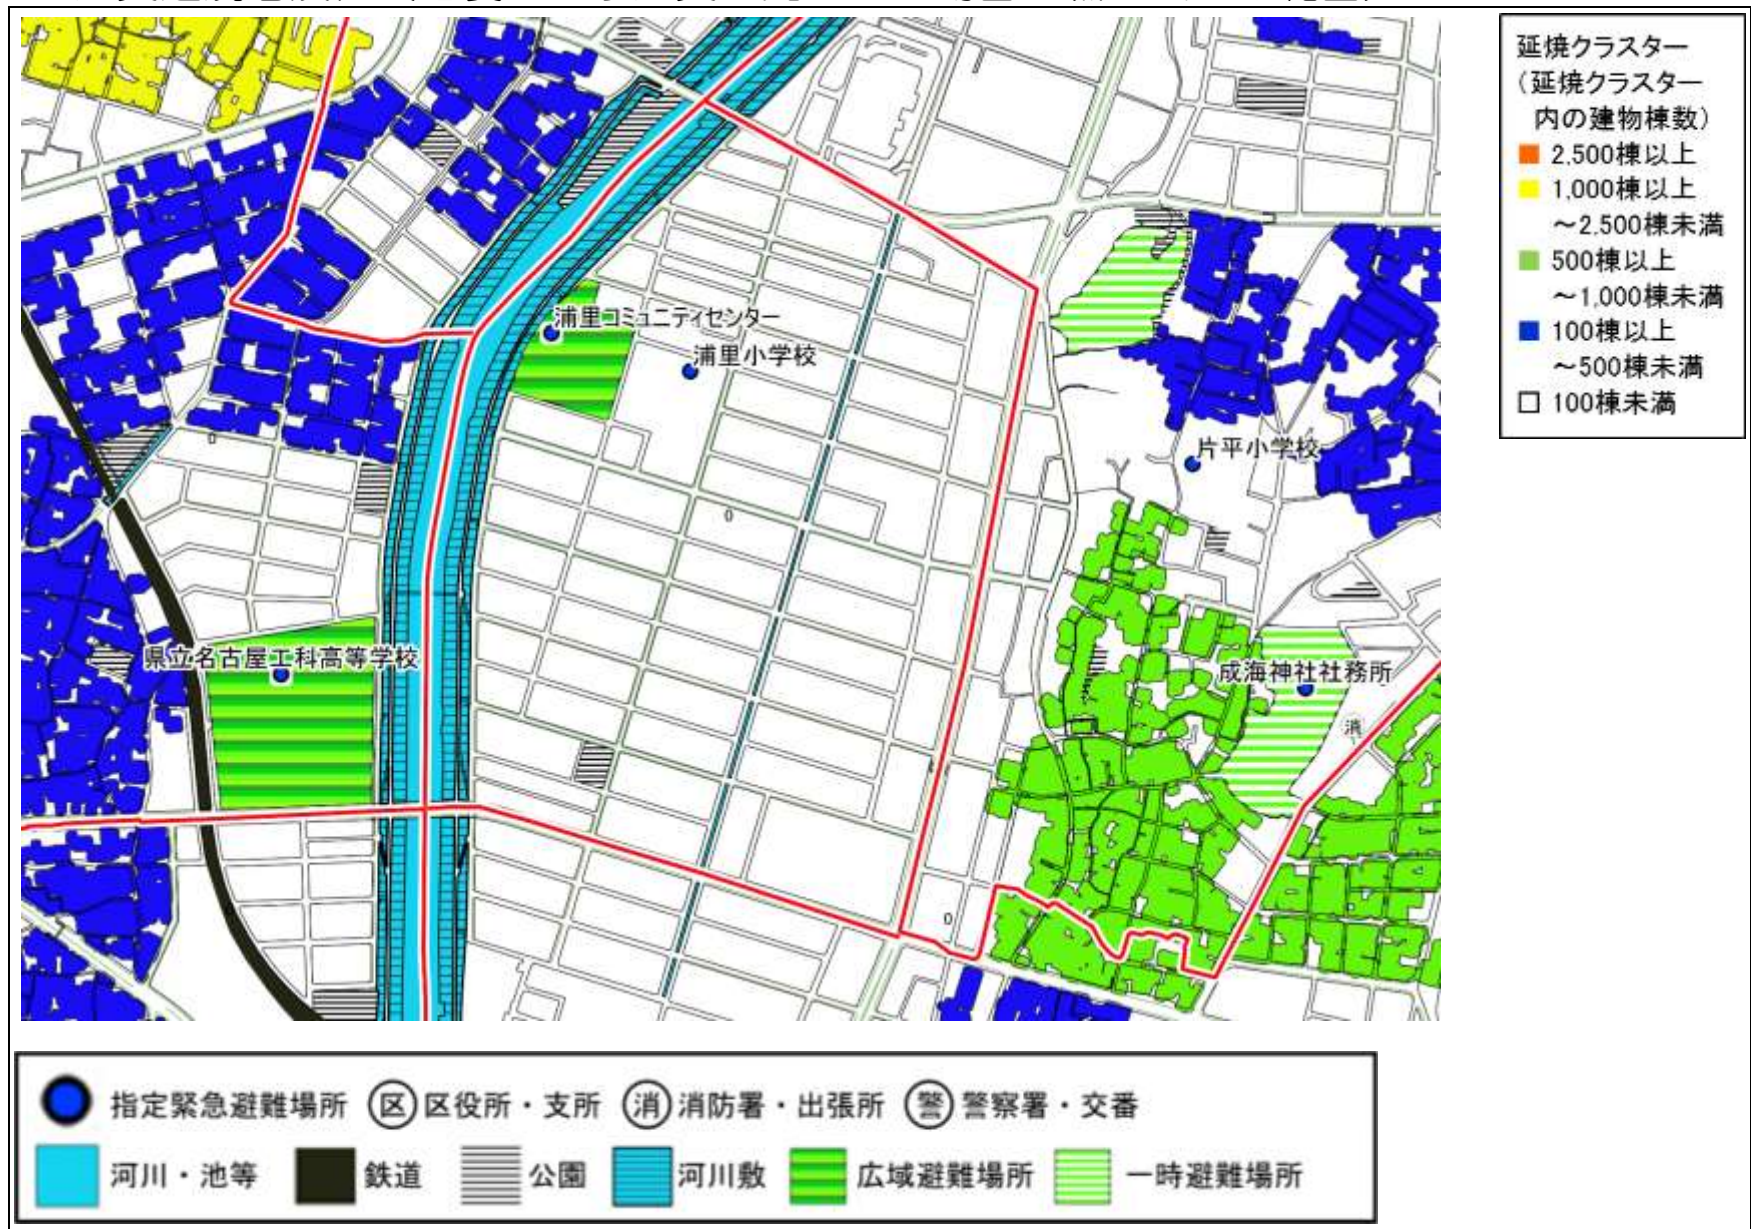 延焼クラスター
（延焼クラスター
内の建物棟数）
2,500棟以上
1,000棟以上
～2,500棟未満
500棟以上
～1,000棟未満
100棟以上
～500棟未満
100棟未満
浦里コミュニティセンター
浦里小学校
片平小学校
県立名古屋工科高等学校
成海神社社務所
消
指定緊急避難場所 区 区役所・支所 消 消防署・出張所 警 警察署・交番
河川・池等 鉄道 公園 河川敷 広域避難場所 一時避難場所